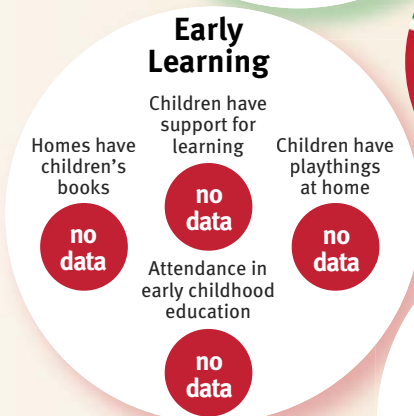 Early
Learning
Children have
support for
learning
no
data
Homes have
children's
books
no
data
Children have
playthings
at home
no
data
Attendance in
early childhood
education
no
data